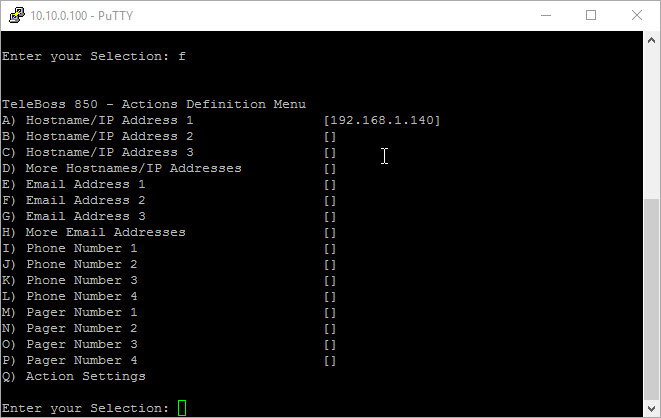 10.10.0.100 - PuTTY
Enter your Selection: f
TeleBoss 850 - Actions Definition Menu
A) Hostname/IP Address 1 [192.168.1.140]
B) Hostname/IP Address 2 []
C) Hostname/IP Address 3 []
D) More Hostnames/IP Addresses []
E) Email Address 1 []
F) Email Address 2 []
G) Email Address 3 []
H) More Email Addresses []
I) Phone Number 1 []
J) Phone Number 2 []
K) Phone Number 3 []
L) Phone Number 4 []
M) Pager Number 1 []
N) Pager Number 2 []
O) Pager Number 3 []
P) Pager Number 4 []
Q) Action Settings
Enter your Selection: